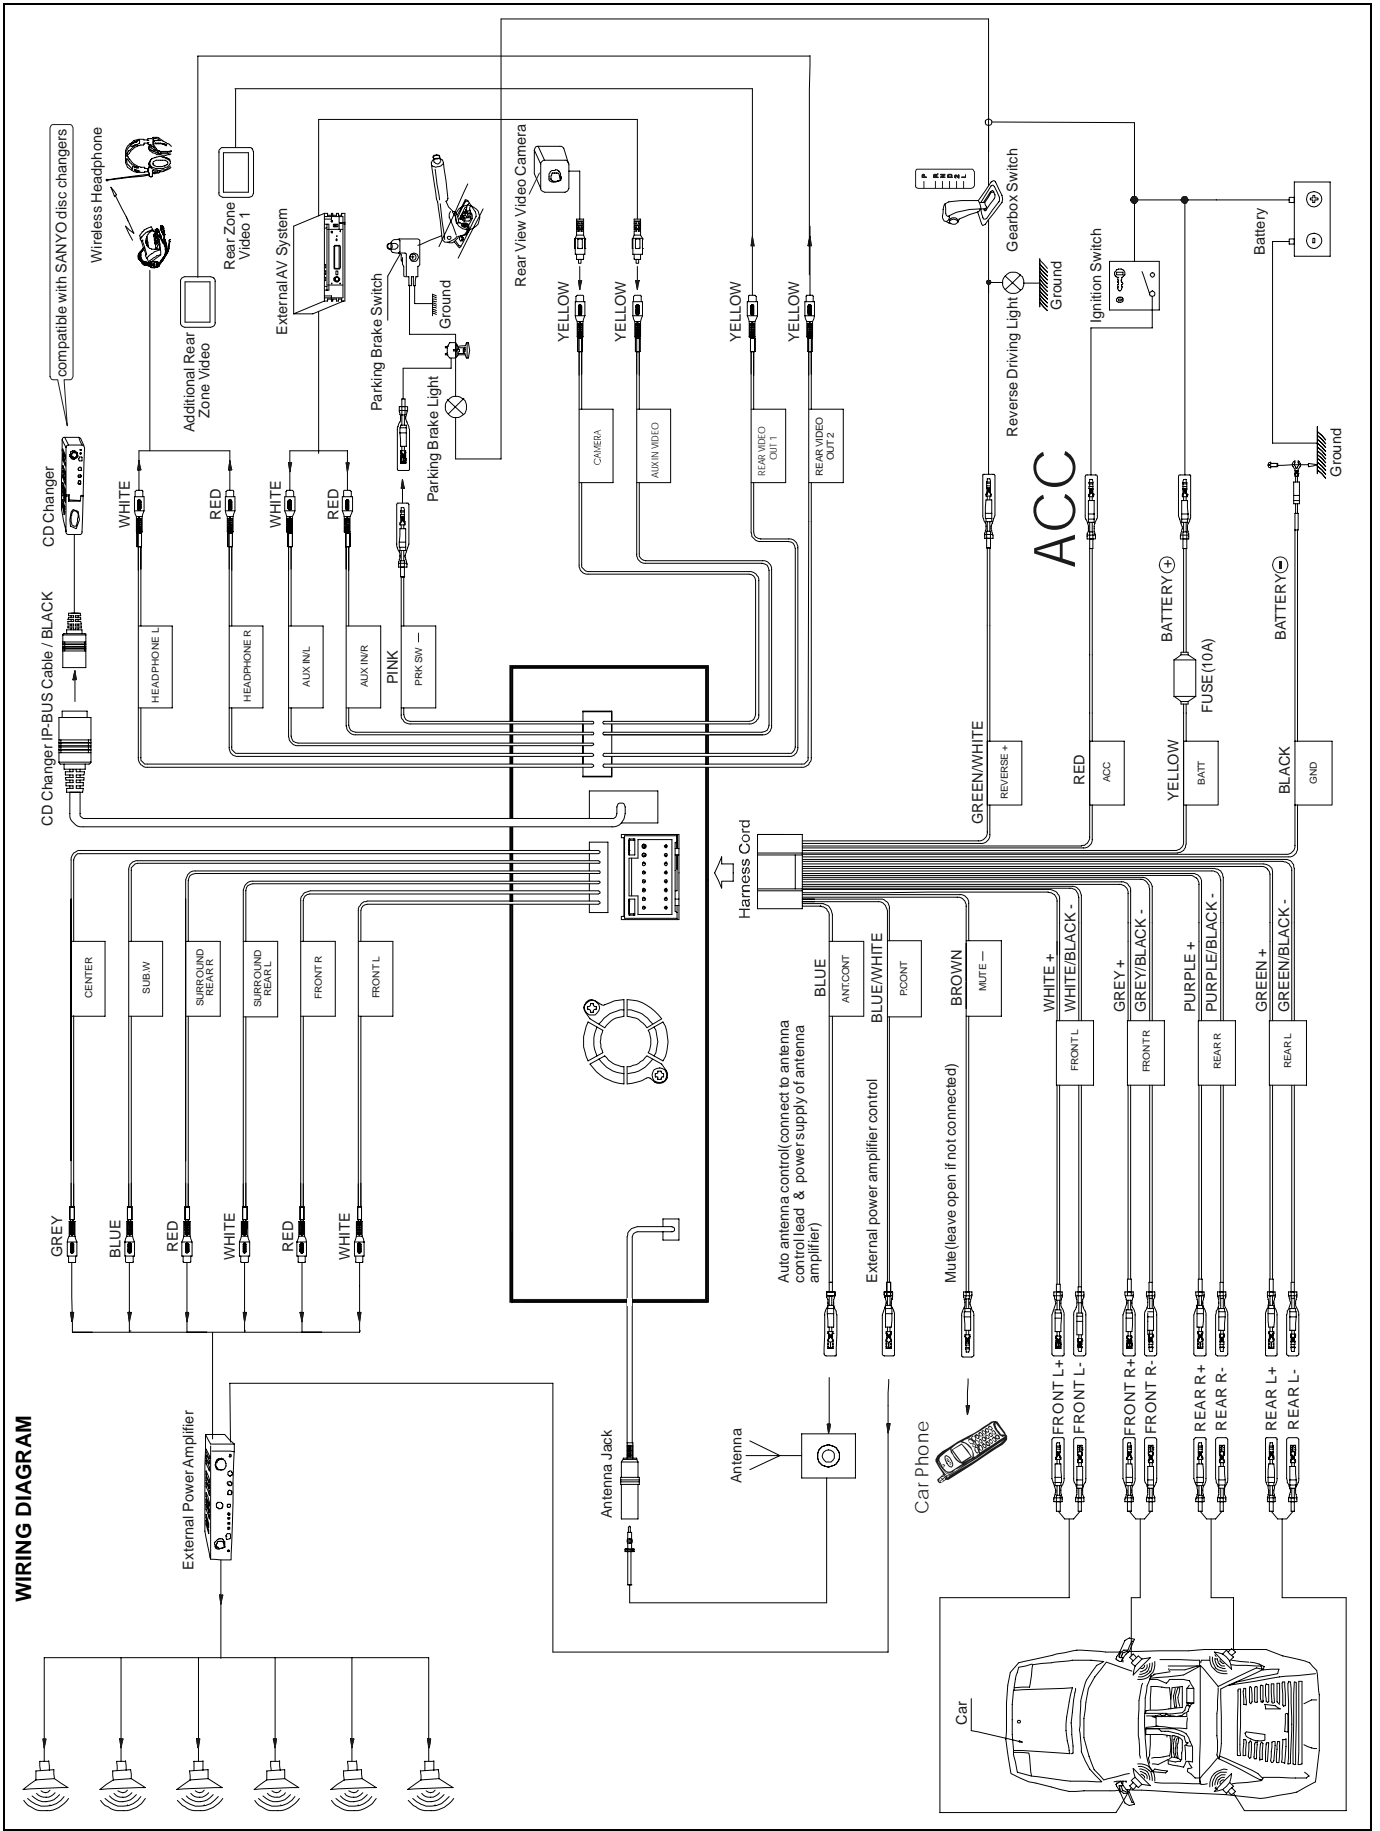 WIRING DIAGRAM
External Power Amplifier
GREY
BLUE
RED
WHITE
RED
WHITE
CENTER
SUB.W
SURROUND
REAR R
SURROUND
REAR L
FRONT R
FRONT L
CD Changer IP-BUS Cable / BLACK
CD Changer
compatible with SANYO disc changers
Wireless Headphone
Additional Rear
Zone Video
Rear Zone
Video 1
External AV System
Parking Brake Switch
Parking Brake Light
Ground
Rear View Video Camera
WHITE
RED
WHITE
RED
HEADPHONE L
HEADPHONE R
AUX IN/L
AUX IN/R
PINK
PRK SW —
YELLOW
YELLOW
YELLOW
YELLOW
CAMERA
AUX IN VIDEO
REAR VIDEO
OUT 1
REAR VIDEO
OUT 2
Antenna Jack
Antenna
Harness Cord
Auto antenna control(connect to antenna
control lead & power supply of antenna
amplifier)
BLUE
ANT.CONT
External power amplifier control
BLUE/WHITE
P.CONT
Mute(leave open if not connected)
BROWN
MUTE —
Car Phone
GREEN/WHITE
REVERSE +
Reverse Driving Light
Ground
Gearbox Switch
P
R
N
D
2
L
ACC
RED
ACC
Ignition Switch
YELLOW
BATT
FUSE(10A)
BATTERY +
BLACK
GND
BATTERY -
Ground
Battery
+
-
WHITE +
WHITE/BLACK -
FRONT L
FRONT L+
FRONT L-
GREY +
GREY/BLACK -
FRONT R
FRONT R+
FRONT R-
PURPLE +
PURPLE/BLACK -
REAR R
REAR R+
REAR R-
GREEN +
GREEN/BLACK -
REAR L
REAR L+
REAR L-
Car